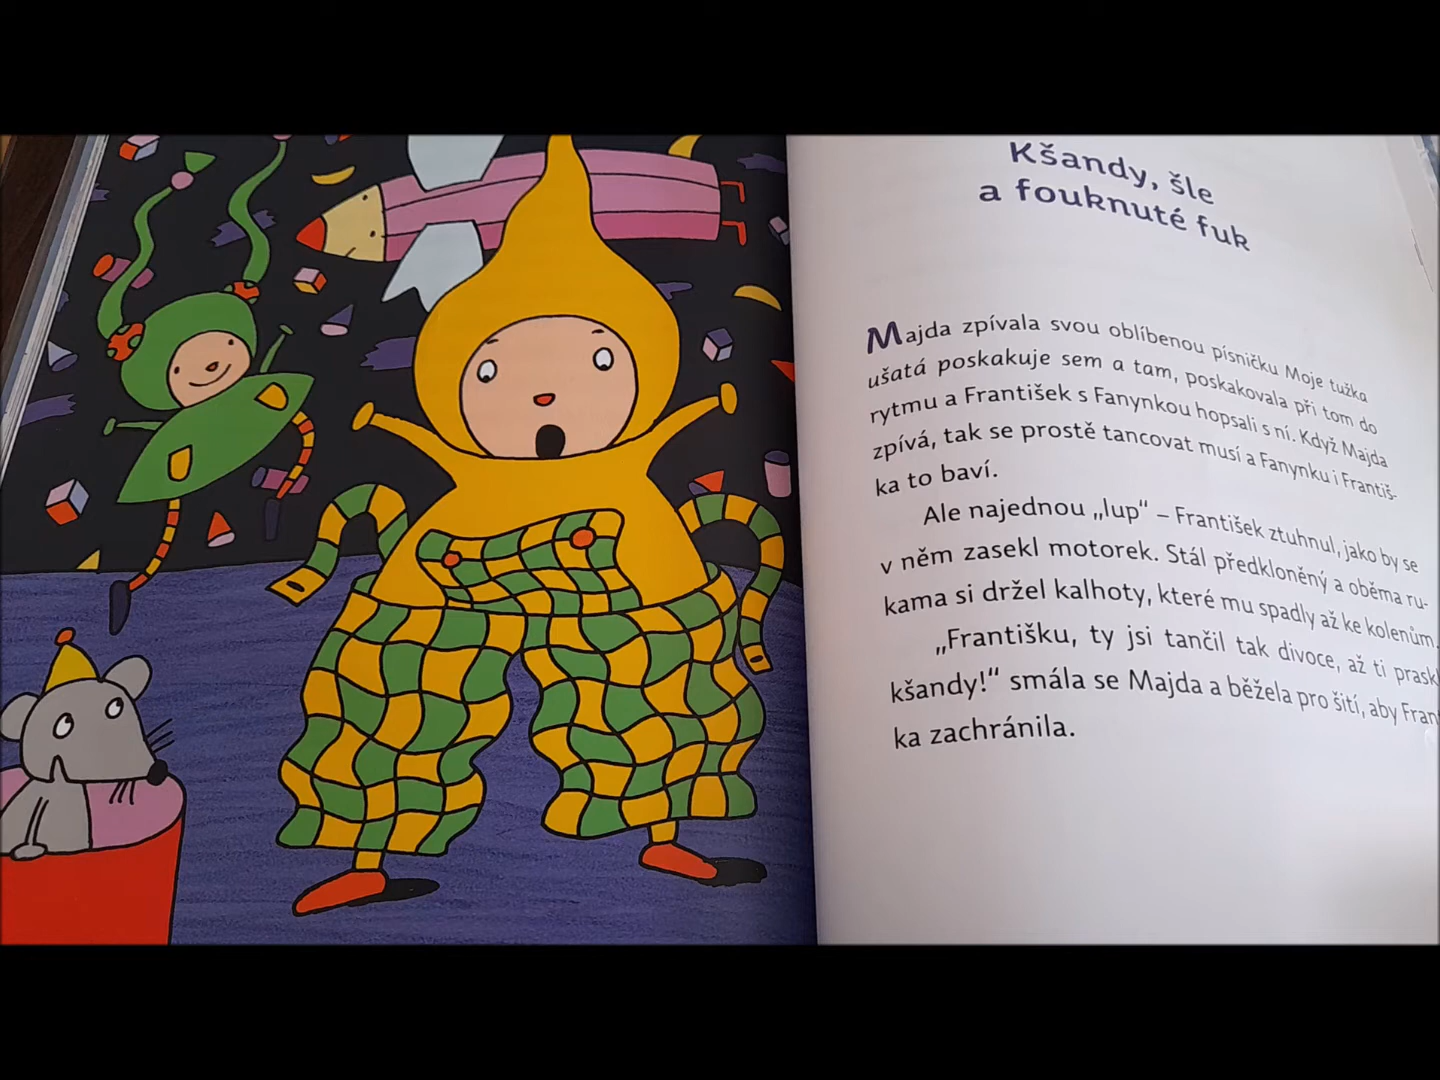 Kšandy, šle
a fouknuté fuk
Majda zpívala svou oblíbenou písničku Moje tužka
ušatá poskakuje sem a tam, poskakovala při tom do
rytmu a František s Fanynkou hopsali s ní. Když Majda
zpívá, tak se prostě tancovat musí a Fanynku i Františ-
ka to baví.
Ale najednou „lup“ – František ztuhnul, jako by se
v něm zasekl motorek. Stál předkloněný a oběma ru-
kama si držel kalhoty, které mu spadly až ke kolenům.
„Františku, ty jsi tančil tak divoce, až ti
kšandy!“ smála se Majda a běžela pro šití, aby
ka zachránila.